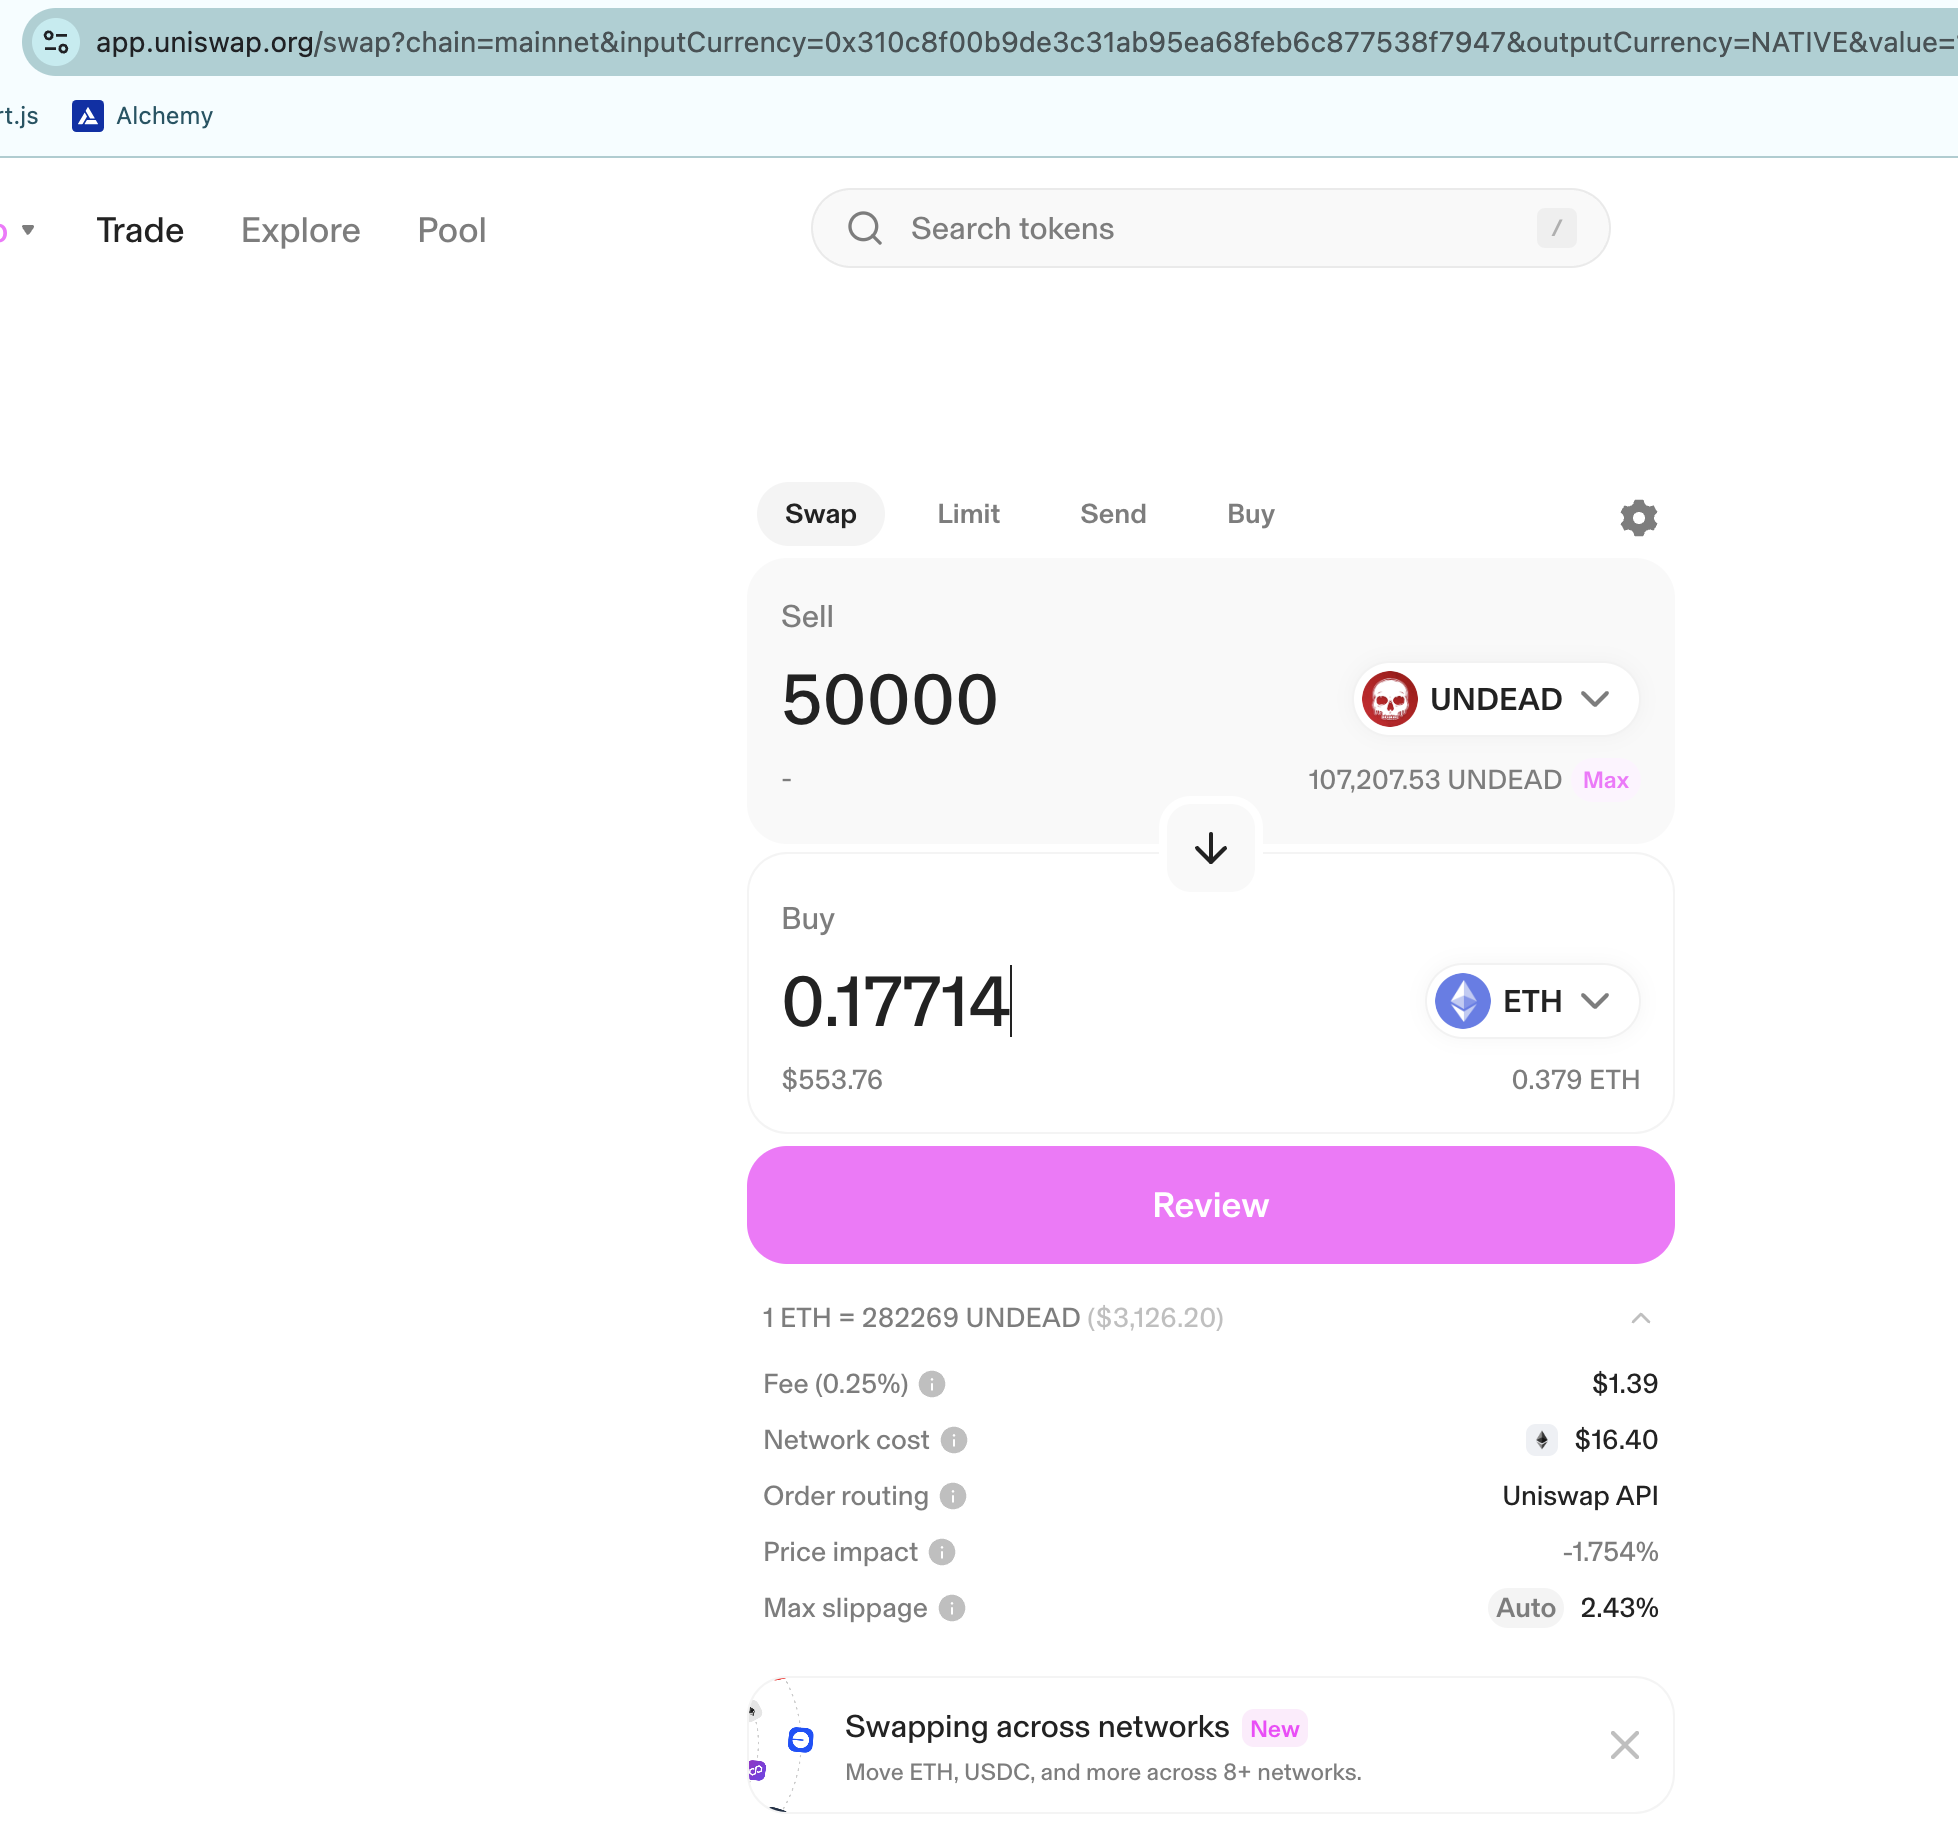 app.uniswap.org/swap?chain=mainnet&inputCurrency=0x310c8f00b9de3c31ab95ea68feb6c877538f7947&outputCurrency=NATIVE&value=
rt.js Alchemy
Trade Explore Pool Search tokens /
Swap Limit Send Buy
Sell
50000 UNDEAD
- 107,207.53 UNDEAD Max
Buy
0.17714 ETH
$553.76 0.379 ETH
Review
1 ETH = 282269 UNDEAD ($3,126.20)
Fee (0.25%) $1.39
Network cost $16.40
Order routing Uniswap API
Price impact -1.754%
Max slippage Auto 2.43%
Swapping across networks New
Move ETH, USDC, and more across 8+ networks.